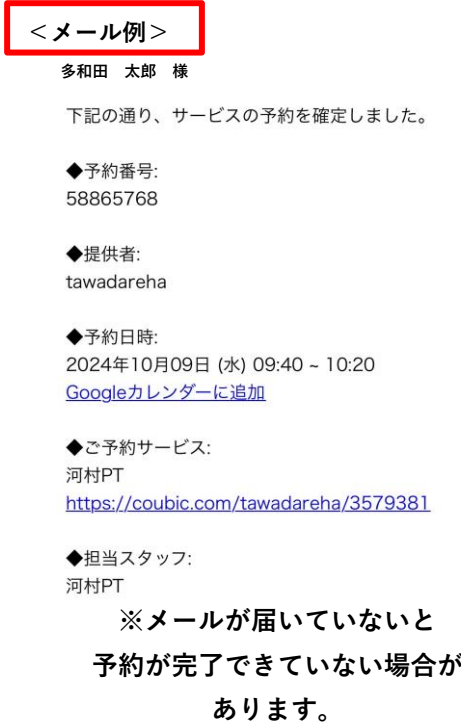 ＜メール例＞
多和田　太郎　様
下記の通り、サービスの予約を確定しました。
◆予約番号:
58865768
◆提供者:
tawadareha
◆予約日時:
2024年10月09日 (水) 09:40 ~ 10:20
Googleカレンダーに追加
◆ご予約サービス:
河村PT
https://coubic.com/tawadareha/3579381
◆担当スタッフ:
河村PT
※メールが届いていないと
予約が完了できていない場合が
あります。